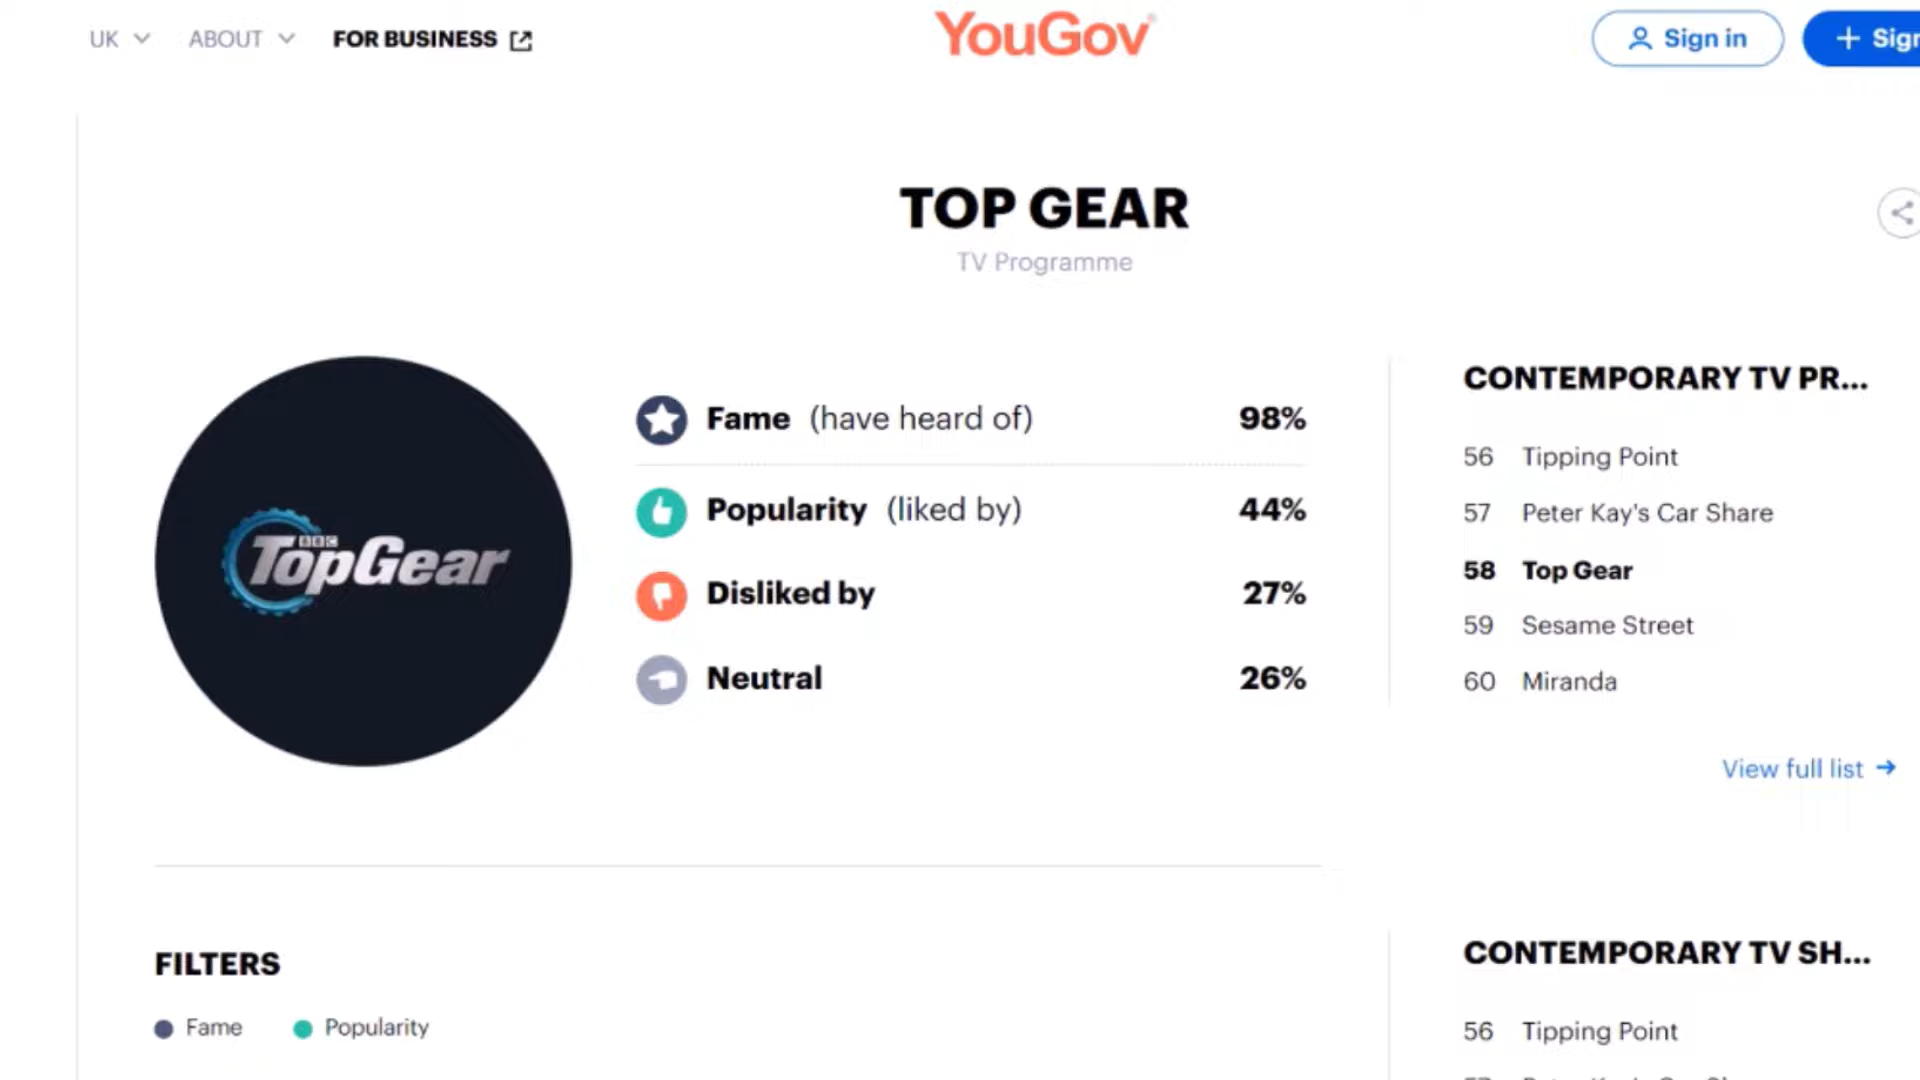 UK
ABOUT
FOR BUSINESS
YouGov
Sign in
TOP GEAR
TV Programme
BBC
TopGear
Fame (have heard of) 98%
Popularity (liked by) 44%
Disliked by 27%
Neutral 26%
CONTEMPORARY TV PR...
56 Tipping Point
57 Peter Kay's Car Share
58 Top Gear
59 Sesame Street
60 Miranda
View full list
FILTERS
Fame
Popularity
CONTEMPORARY TV SH...
56 Tipping Point